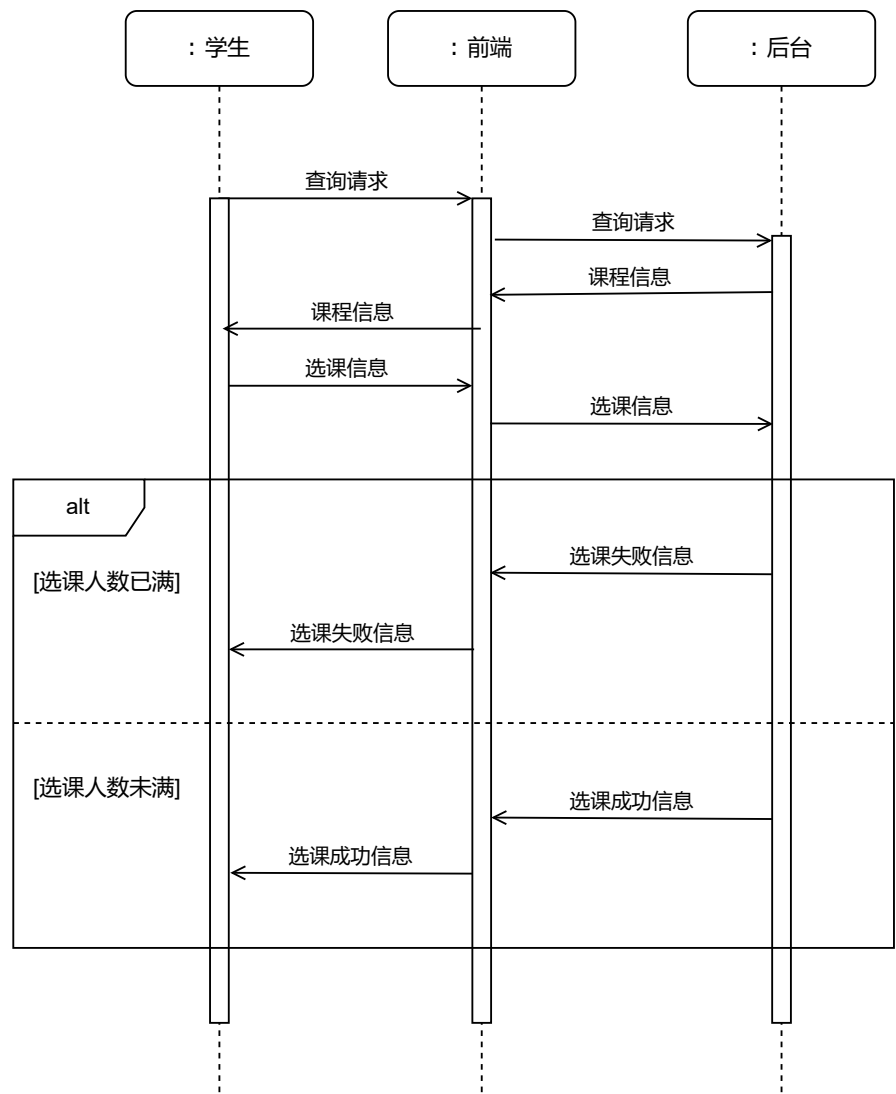 ：学生
：前端
：后台
查询请求
查询请求
课程信息
课程信息
选课信息
选课信息
alt
选课失败信息
[选课人数已满]
选课失败信息
[选课人数未满]
选课成功信息
选课成功信息